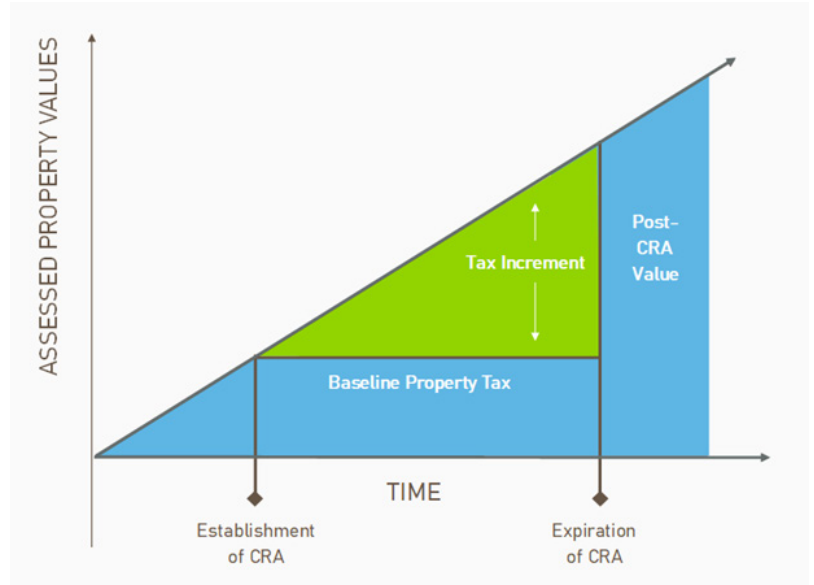 ASSESSED PROPERTY VALUES
Tax Increment
Post-
CRA
Value
Baseline Property Tax
TIME
Establishment
of CRA
Expiration
of CRA